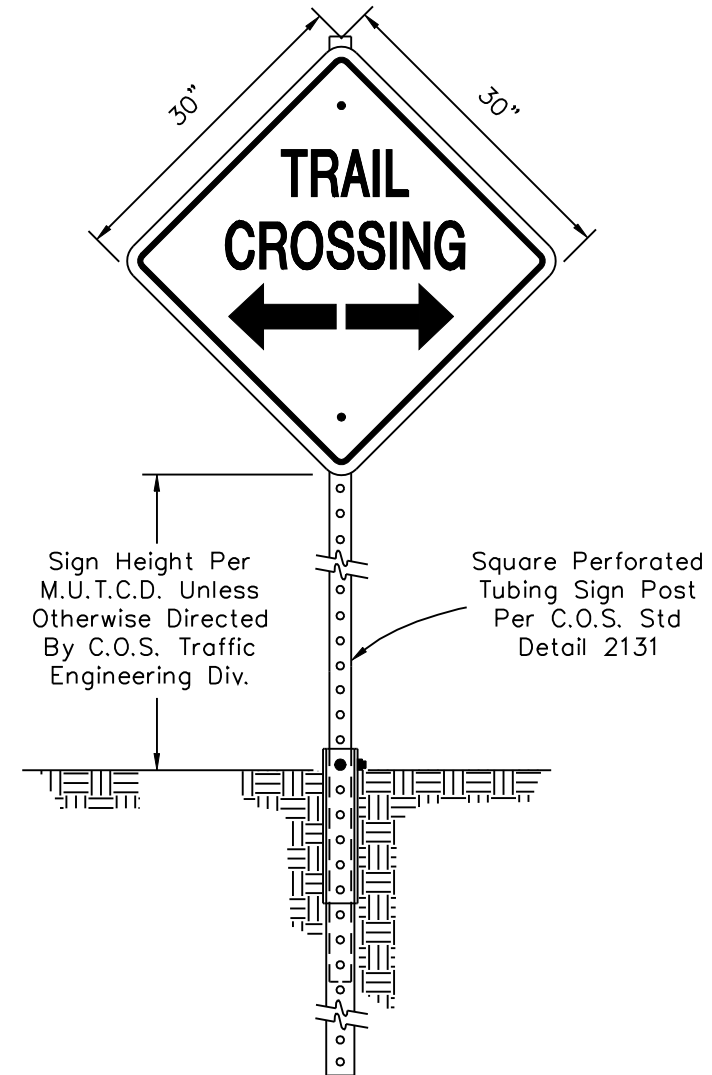 30”
30”
TRAIL
CROSSING
Sign Height Per
M.U.T.C.D. Unless
Otherwise Directed
By C.O.S. Traffic
Engineering Div.
Square Perforated
Tubing Sign Post
Per C.O.S. Std
Detail 2131